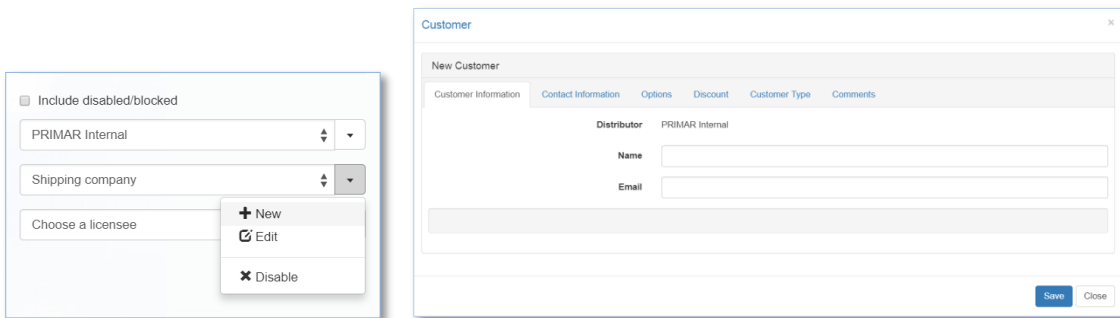 Include disabled/blocked
PRIMAR Internal
Shipping company
Choose a licensee
New
Edit
Disable
Customer
×
New Customer
Customer Information Contact Information Options Discount Customer Type Comments
Distributor PRIMAR Internal
Name
Email
Save Close